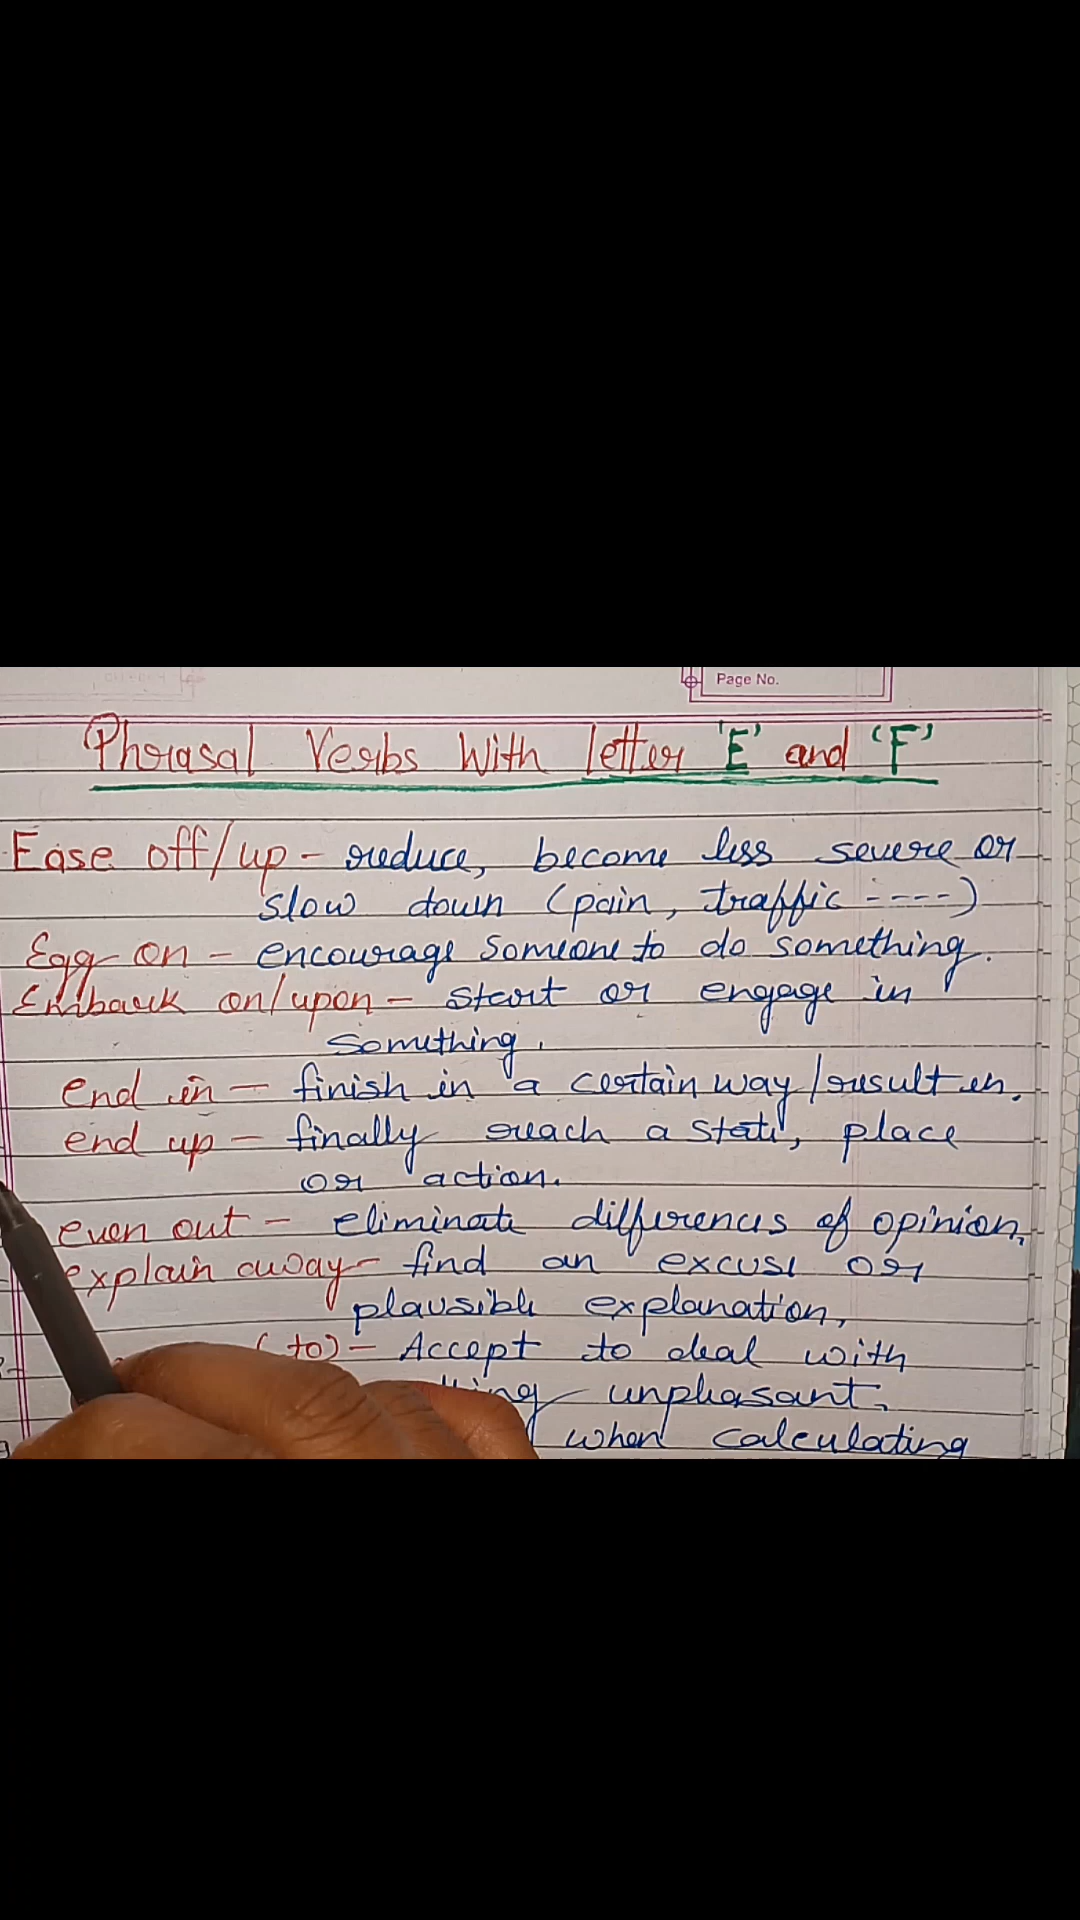 Page No.
Phrasal Verbs With letter 'E' and 'F'
Ease off/up - reduce, become less severe or
slow down (pain, traffic ----)
Egg on - encourage someone to do something.
Embark on/upon - start or engage in
something.
end in - finish in a certain way/result in.
end up - finally reach a state, place
or action.
even out - eliminate differences of opinion.
explain away - find an excuse or
plausible explanation.
(to) - Accept to deal with
unpleasant.
when calculating